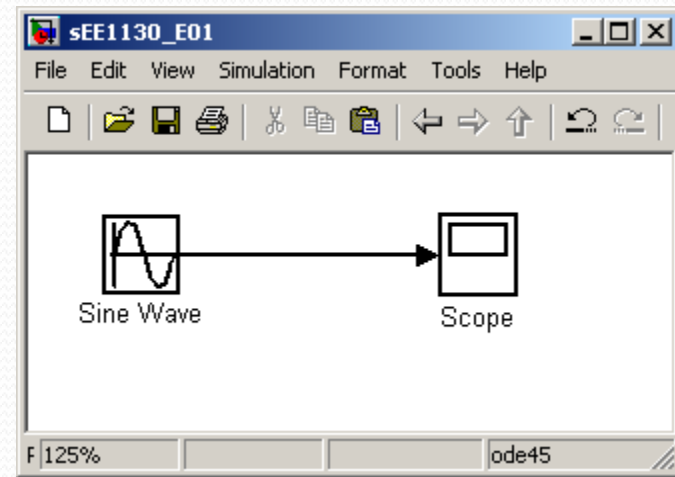 sEE1130_E01
File Edit View Simulation Format Tools Help
Sine Wave
Scope
F 125% ode45